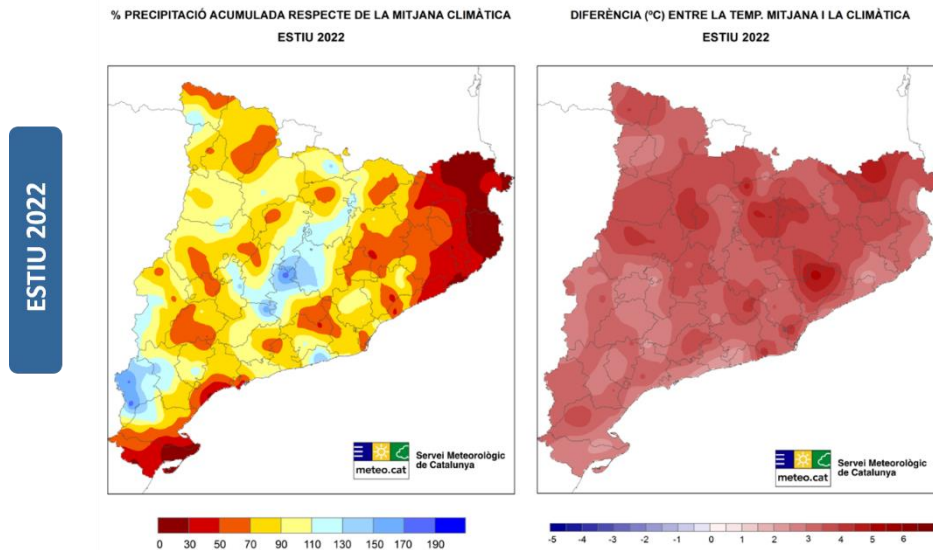 % PRECIPITACIÓ ACUMULADA RESPECTE DE LA MITJANA CLIMÀTICA
ESTIU 2022
DIFERÈNCIA (ºC) ENTRE LA TEMP. MITJANA I LA CLIMÀTICA
ESTIU 2022
ESTIU 2022
meteo.cat
Servei Meteorològic
de Catalunya
meteo.cat
Servei Meteorològic
de Catalunya
0 30 50 70 90 110 130 150 170 190
-5 -4 -3 -2 -1 0 1 2 3 4 5 6